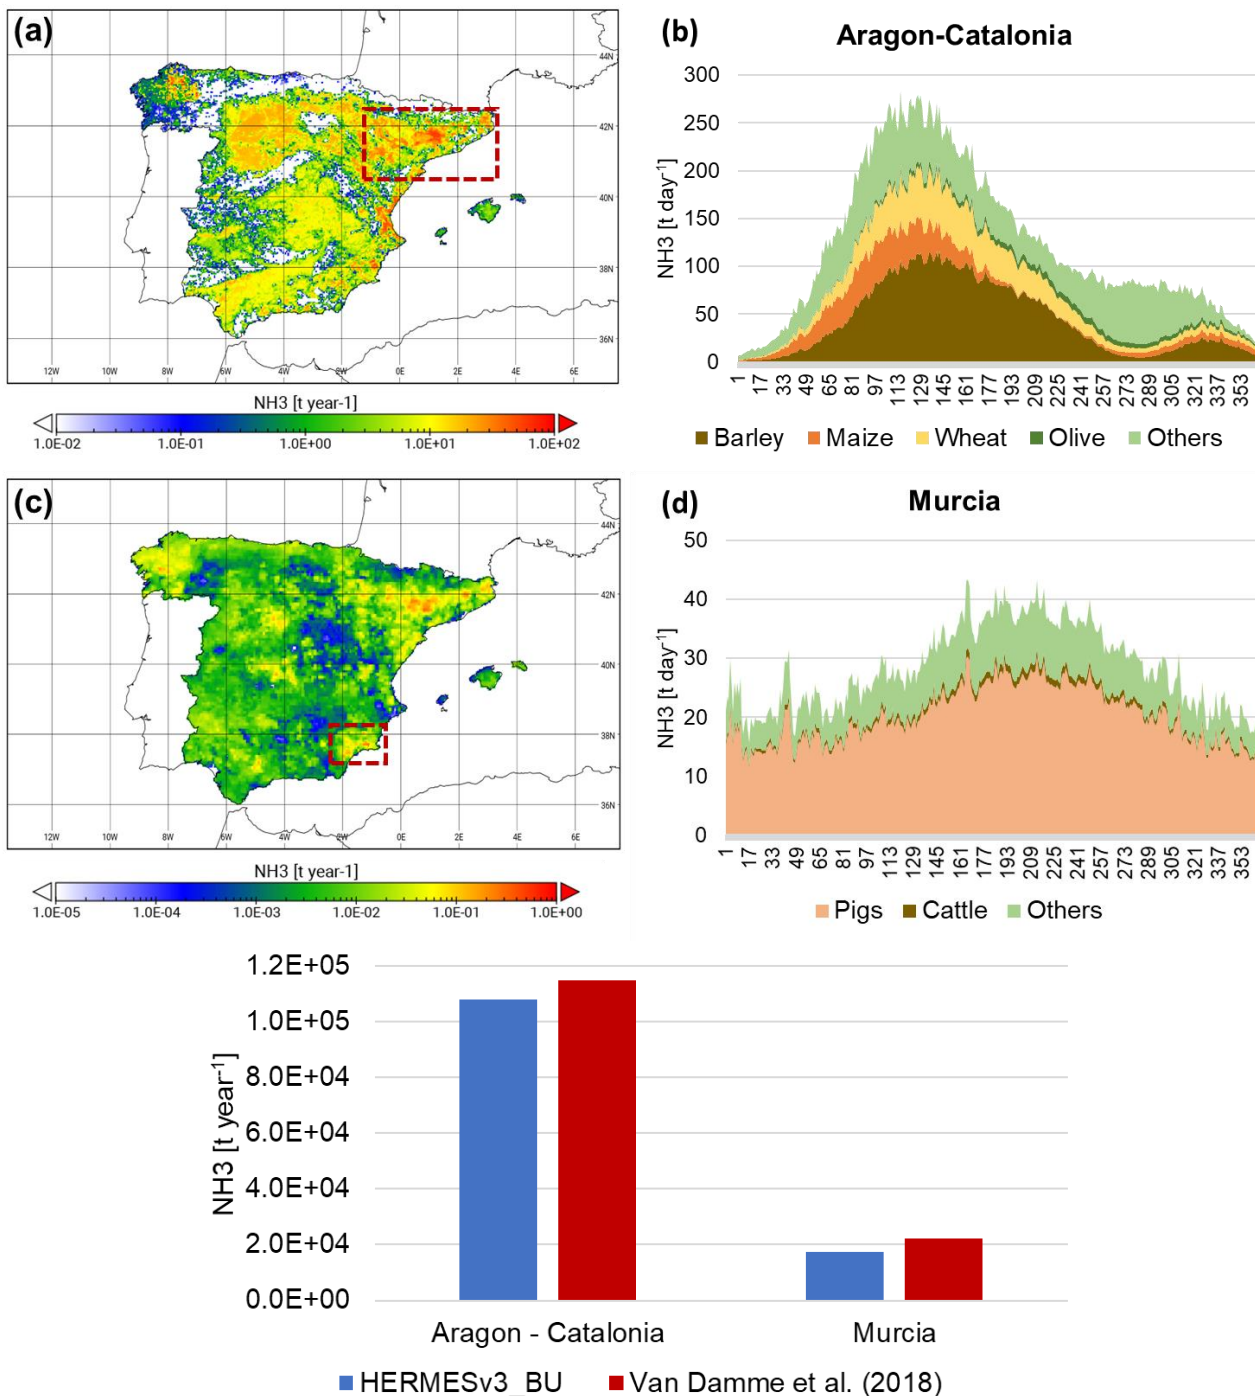 (a)
44N
42N
40N
38N
36N
12W 10W 8W 6W 4W 2W 0E 2E 4E 6E
NH3 [t year-1]
1.0E-02 1.0E-01 1.0E+00 1.0E+01 1.0E+02
(b) Aragon-Catalonia
NH3 [t day-1]
300
250
200
150
100
50
0
1 17 33 49 65 81 97 113 129 145 161 177 193 209 225 241 257 273 289 305 321 337 353
Barley Maize Wheat Olive Others
(c)
44N
42N
40N
38N
36N
12W 10W 8W 6W 4W 2W 0E 2E 4E 6E
NH3 [t year-1]
1.0E-05 1.0E-04 1.0E-03 1.0E-02 1.0E-01 1.0E+00
(d) Murcia
NH3 [t day-1]
50
40
30
20
10
0
1 17 33 49 65 81 97 113 129 145 161 177 193 209 225 241 257 273 289 305 321 337 353
Pigs Cattle Others
NH3 [t year-1]
1.2E+05
1.0E+05
8.0E+04
6.0E+04
4.0E+04
2.0E+04
0.0E+00
Aragon - Catalonia Murcia
HERMESv3_BU Van Damme et al. (2018)